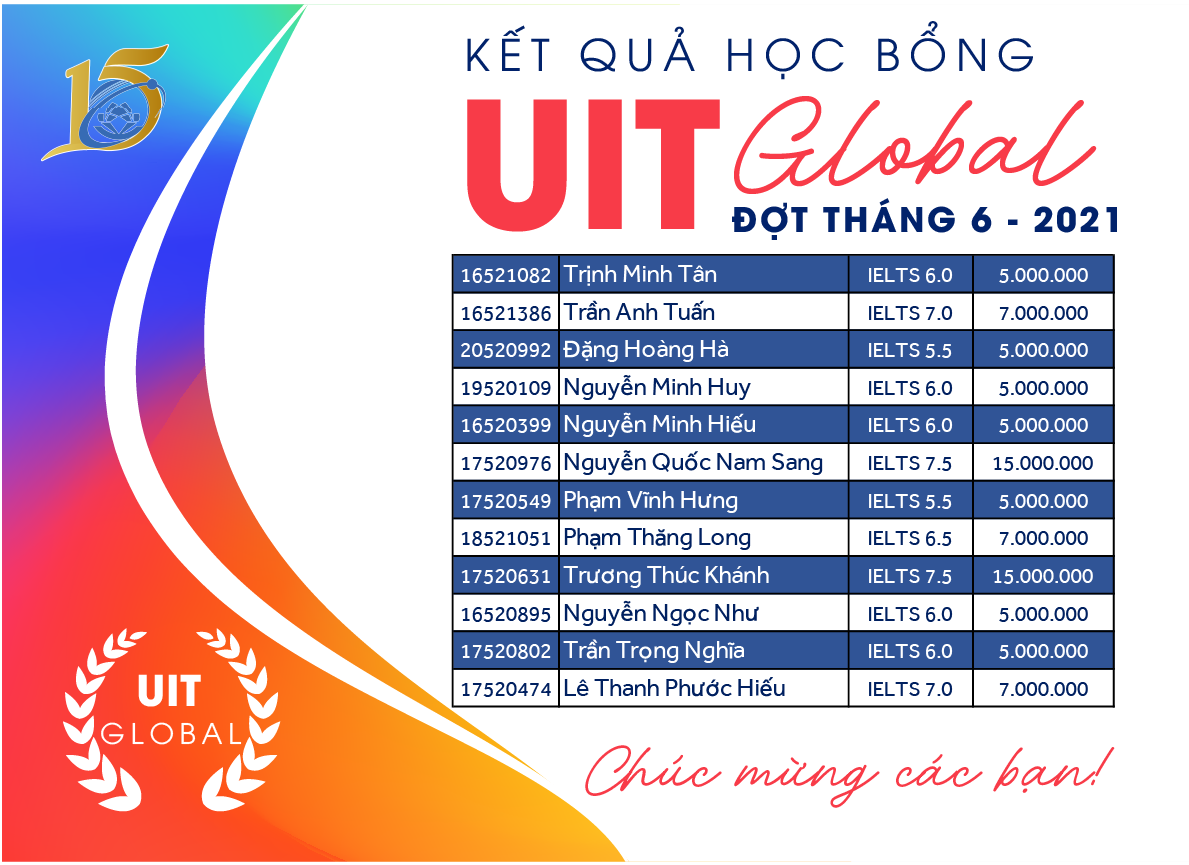 15
KẾT QUẢ HỌC BỔNG
UIT Global
ĐỢT THÁNG 6 - 2021
16521082 Trịnh Minh Tân IELTS 6.0 5.000.000
16521386 Trần Anh Tuấn IELTS 7.0 7.000.000
20520992 Đặng Hoàng Hà IELTS 5.5 5.000.000
19520109 Nguyễn Minh Huy IELTS 6.0 5.000.000
16520399 Nguyễn Minh Hiếu IELTS 6.0 5.000.000
17520976 Nguyễn Quốc Nam Sang IELTS 7.5 15.000.000
17520549 Phạm Vĩnh Hưng IELTS 5.5 5.000.000
18521051 Phạm Thăng Long IELTS 6.5 7.000.000
17520631 Trương Thúc Khánh IELTS 7.5 15.000.000
16520895 Nguyễn Ngọc Như IELTS 6.0 5.000.000
17520802 Trần Trọng Nghĩa IELTS 6.0 5.000.000
17520474 Lê Thanh Phước Hiếu IELTS 7.0 7.000.000
UIT
GLOBAL
Chúc mừng các bạn!